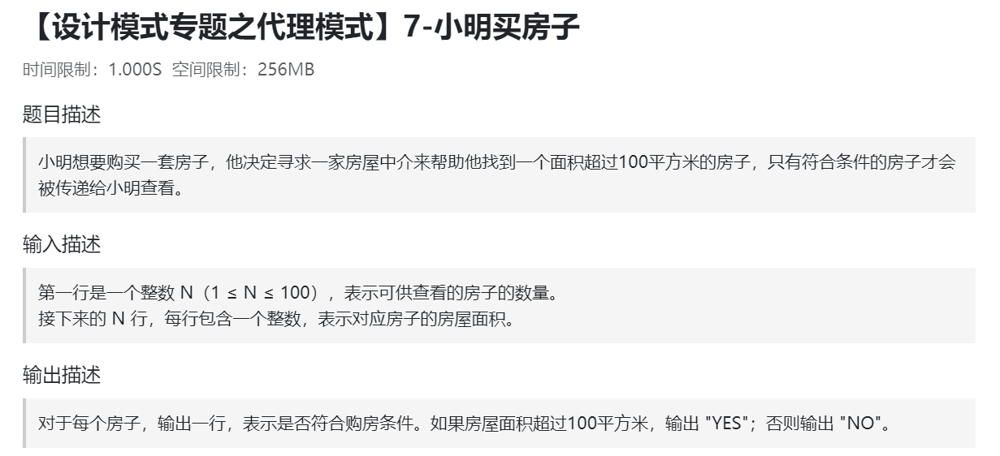 【设计模式专题之代理模式】7-小明买房子
时间限制：1.000S 空间限制：256MB
题目描述
小明想要购买一套房子，他决定寻求一家房屋中介来帮助他找到一个面积超过100平方米的房子，只有符合条件的房子才会
被传递给小明查看。
输入描述
第一行是一个整数 N（1 ≤ N ≤ 100），表示可供查看的房子的数量。
接下来的 N 行，每行包含一个整数，表示对应房子的房屋面积。
输出描述
对于每个房子，输出一行，表示是否符合购房条件。如果房屋面积超过100平方米，输出 "YES"；否则输出 "NO"。